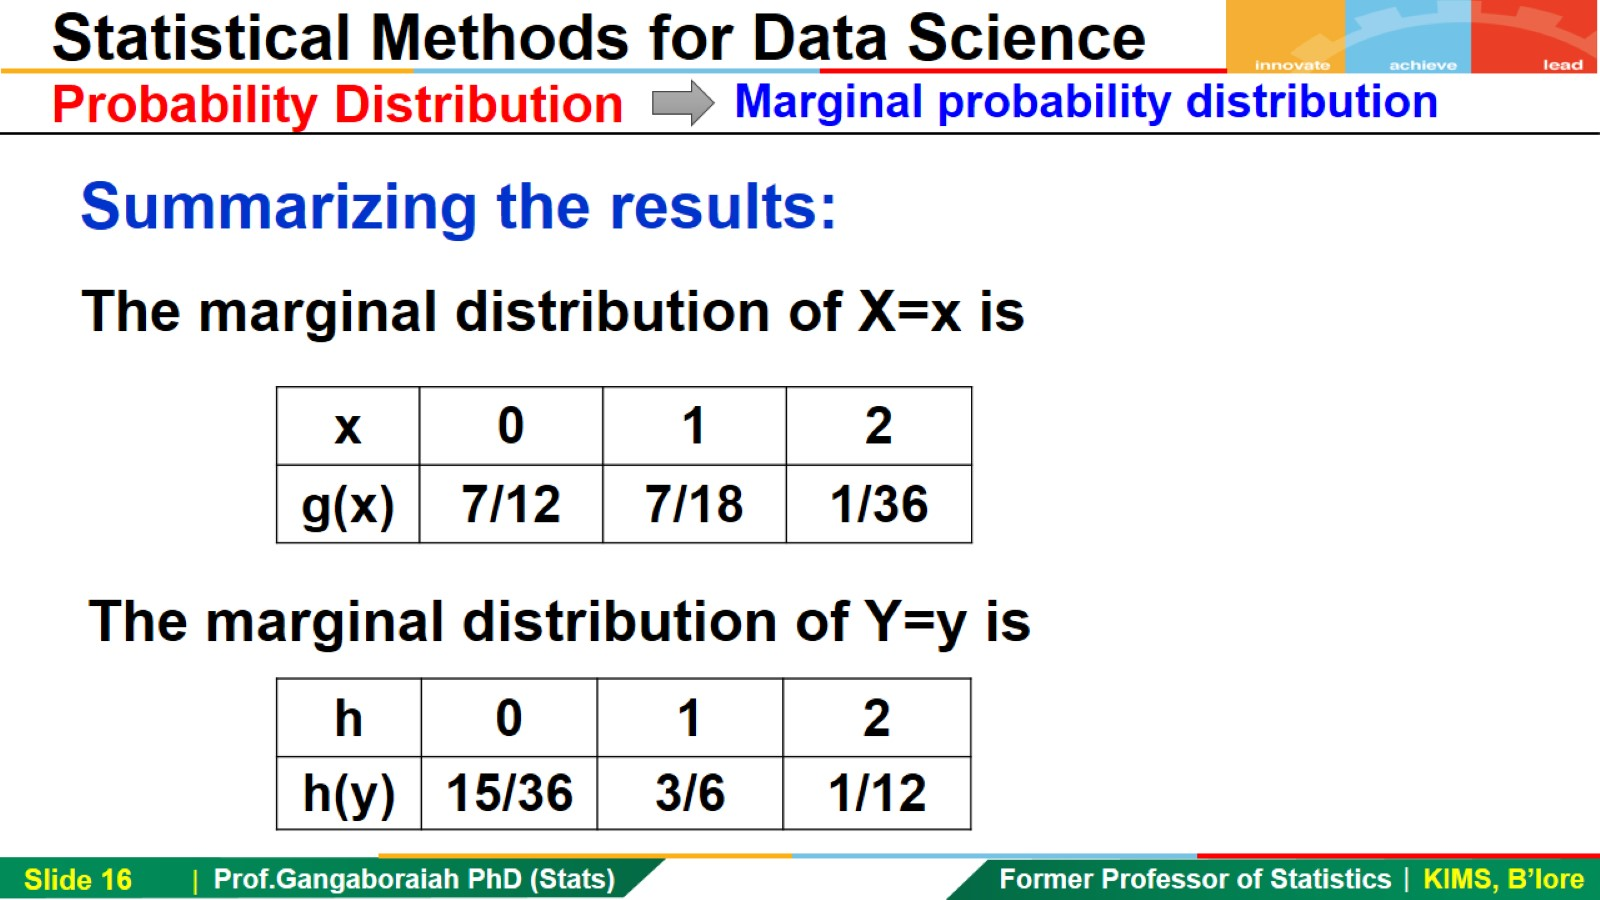 Statistical Methods for Data Science
innovate achieve lead
Probability Distribution Marginal probability distribution
Summarizing the results:
The marginal distribution of X=x is
x 0 1 2
g(x) 7/12 7/18 1/36
The marginal distribution of Y=y is
h 0 1 2
h(y) 15/36 3/6 1/12
Slide 16 | Prof.Gangaboraiah PhD (Stats) Former Professor of Statistics | KIMS, B’lore